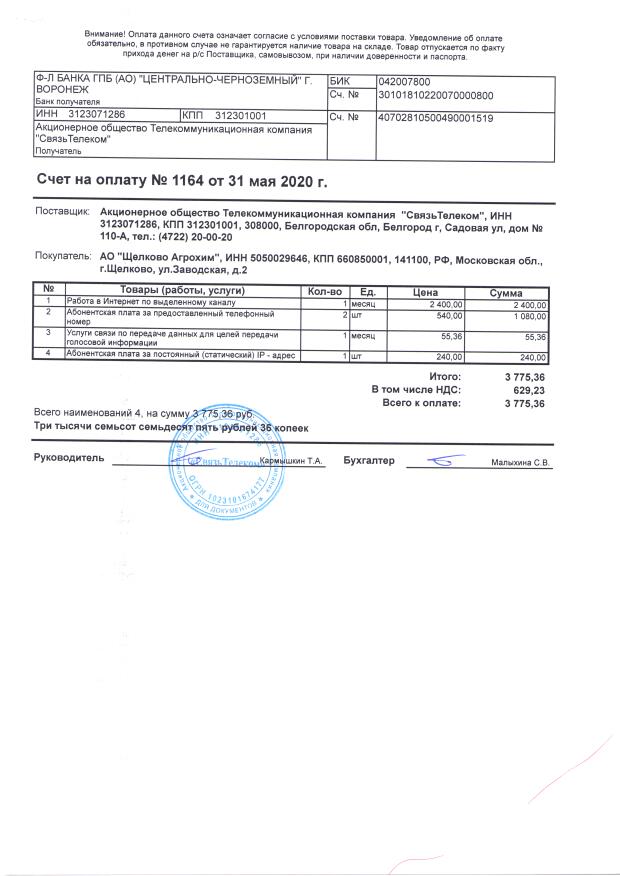 Внимание! Оплата данного счета означает согласие с условиями поставки товара. Уведомление об оплате
обязательно, в противном случае не гарантируется наличие товара на складе. Товар отпускается по факту
прихода денег на р/с Поставщика, самовывозом, при наличии доверенности и паспорта.
Ф-Л БАНКА ГПБ (АО) "ЦЕНТРАЛЬНО-ЧЕРНОЗЕМНЫЙ" Г. БИК 042007800
ВОРОНЕЖ Сч. № 30101810220070000800
Банк получателя
ИНН 3123071286 КПП 312301001 Сч. № 40702810500490001519
Акционерное общество Телекоммуникационная компания
"СвязьТелеком"
Получатель
Счет на оплату № 1164 от 31 мая 2020 г.
Поставщик: Акционерное общество Телекоммуникационная компания "СвязьТелеком", ИНН
3123071286, КПП 312301001, 308000, Белгородская обл, Белгород г, Садовая ул, дом №
110-А, тел.: (4722) 20-00-20
Покупатель: АО "Щелково Агрохим", ИНН 5050029646, КПП 660850001, 141100, РФ, Московская обл.,
г.Щелково, ул.Заводская, д.2
№ Товары (работы, услуги) Кол-во Ед. Цена Сумма
1 Работа в Интернет по выделенному каналу 1 месяц 2 400,00 2 400,00
2 Абонентская плата за предоставленный телефонный 2 шт 540,00 1 080,00
номер
3 Услуги связи по передаче данных для целей передачи 1 месяц 55,36 55,36
голосовой информации
4 Абонентская плата за постоянный (статический) IP - адрес 1 шт 240,00 240,00
Итого: 3 775,36
В том числе НДС: 629,23
Всего к оплате: 3 775,36
Всего наименований 4, на сумму 3 775,36 руб.
Три тысячи семьсот семьдесят пять рублей 36 копеек
Руководитель Кармышкин Т.А. Бухгалтер Малыхина С.В.
СвязьТелеком
ОГРН 1023101674177
★ ДЛЯ ДОКУМЕНТОВ ★